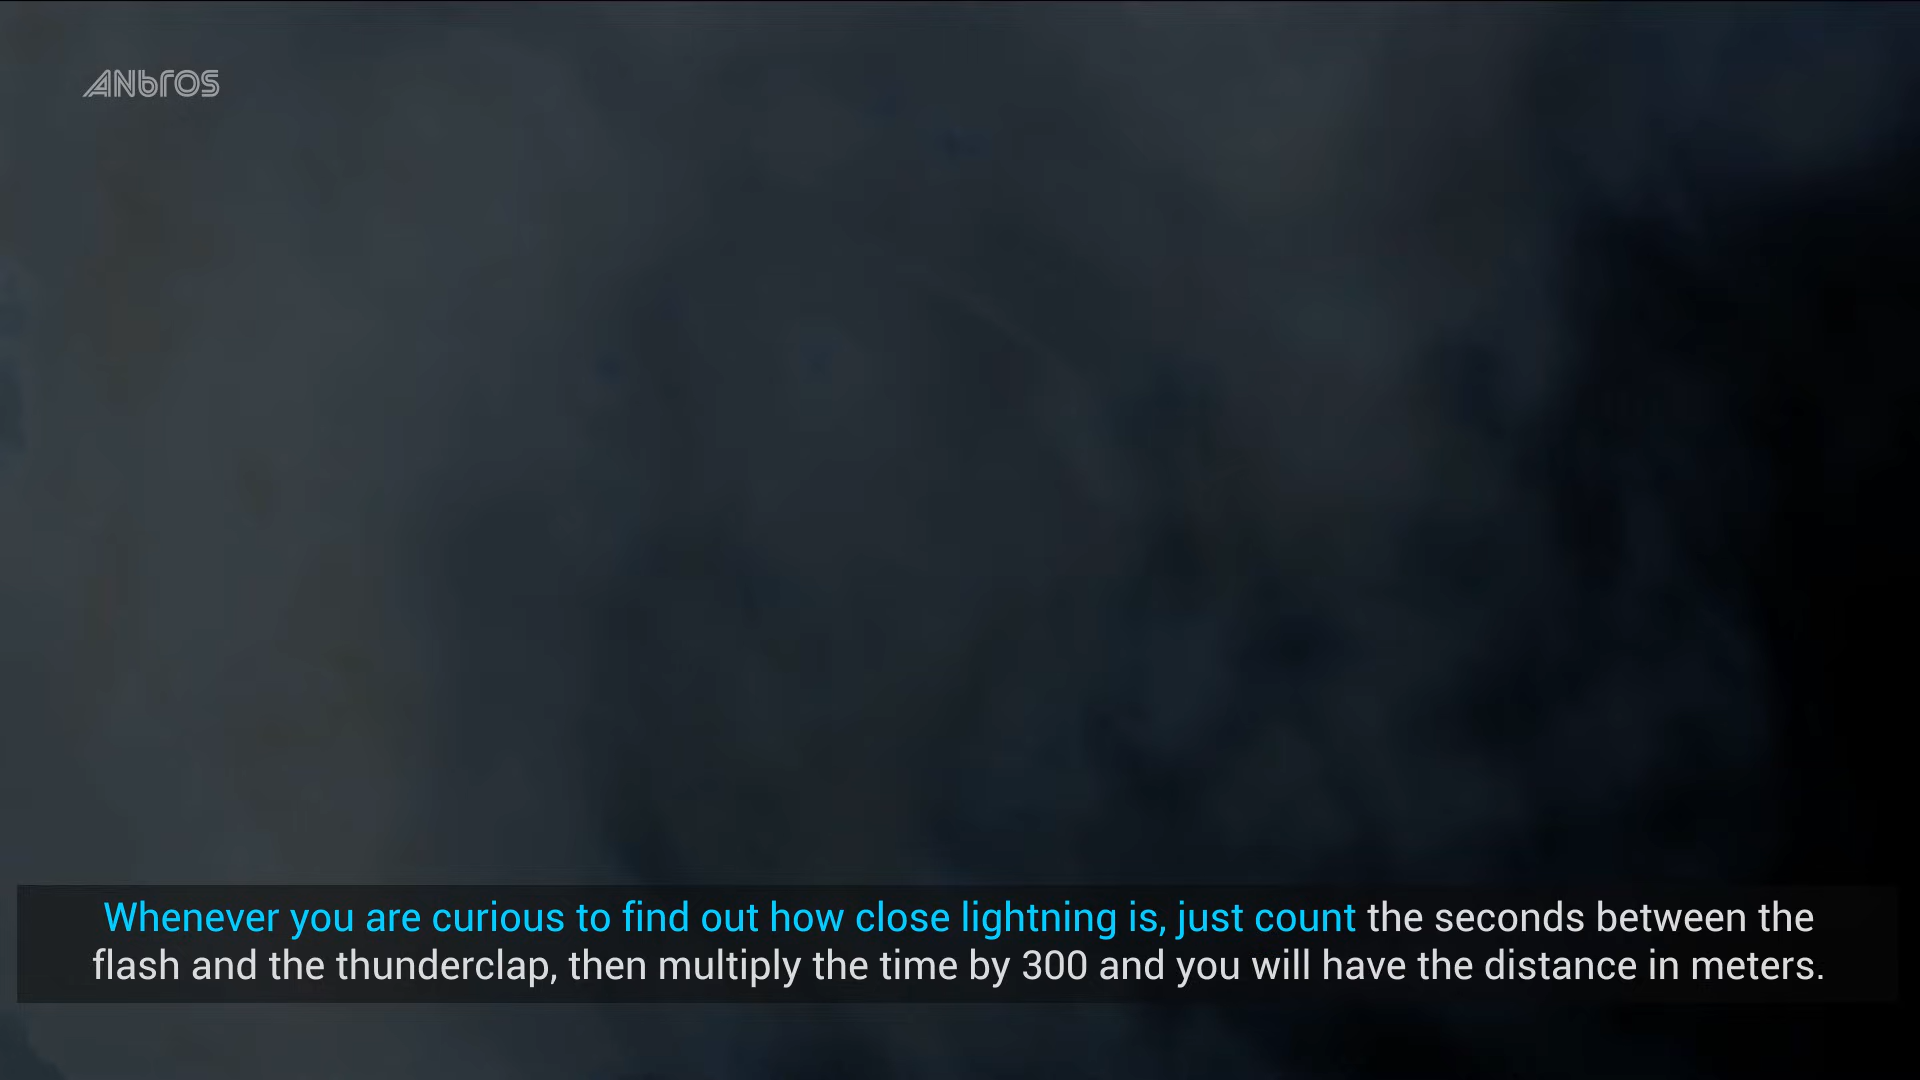 ANbros
Whenever you are curious to find out how close lightning is, just count the seconds between the
flash and the thunderclap, then multiply the time by 300 and you will have the distance in meters.